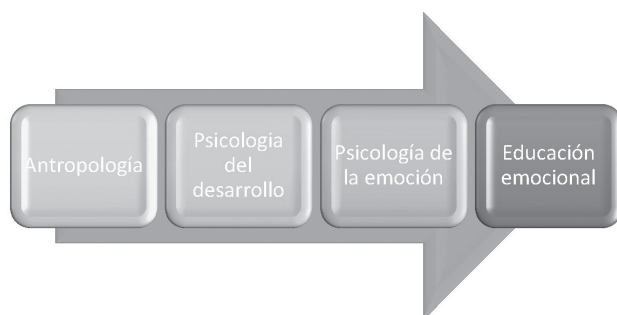 Antropología
Psicologia
del
desarrollo
Psicología de
la emoción
Educación
emocional